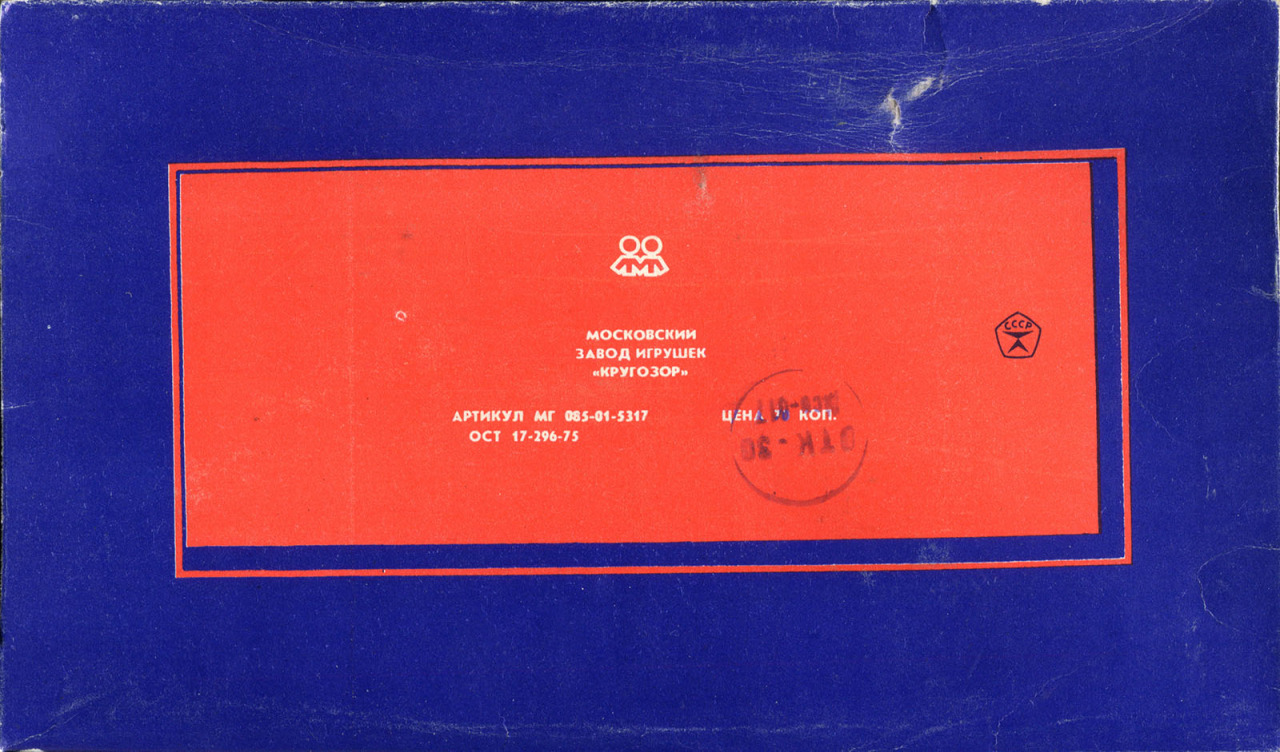 МОСКОВСКИЙ
ЗАВОД ИГРУШЕК
«КРУГОЗОР»
АРТИКУЛ МГ 085-01-5317
ЦЕНА КОП.
ОСТ 17-296-75
СССР
ОТК-30